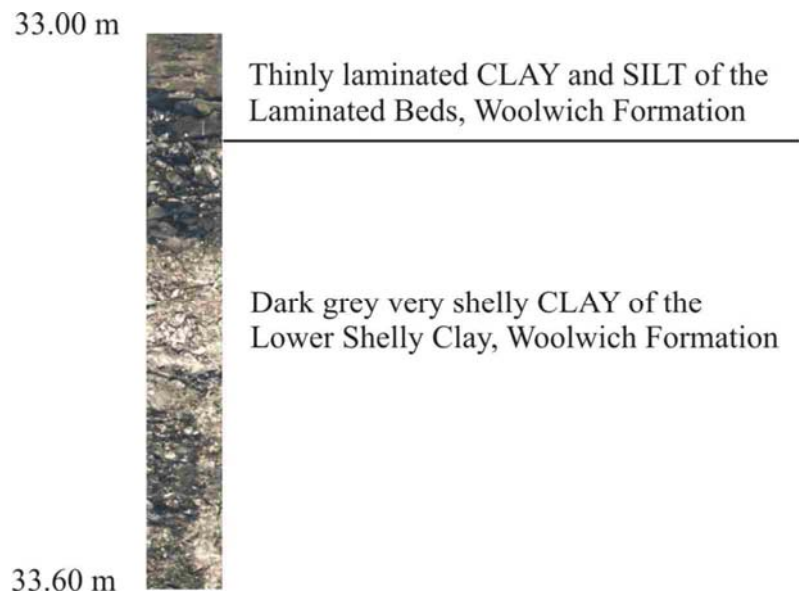 33.00 m
Thinly laminated CLAY and SILT of the
Laminated Beds, Woolwich Formation
Dark grey very shelly CLAY of the
Lower Shelly Clay, Woolwich Formation
33.60 m